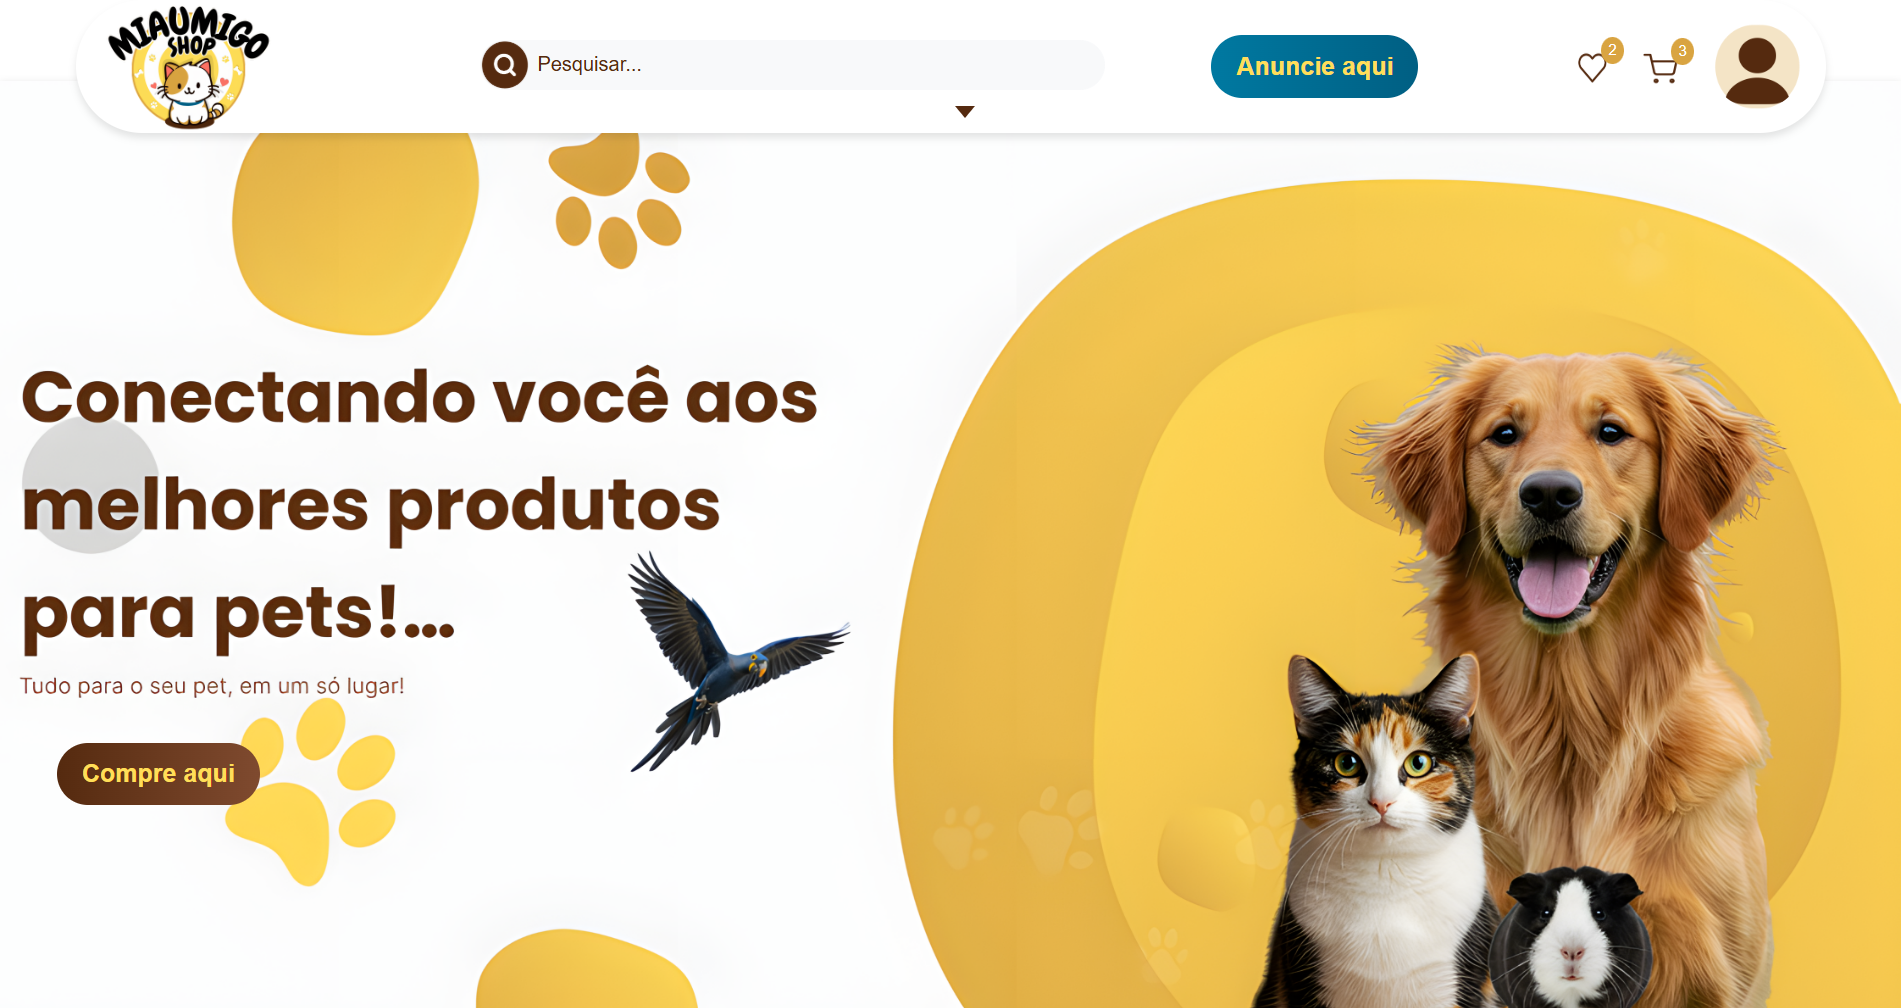 MIAUMIGO
SHOP
Pesquisar...
Anuncie aqui
2
3
Conectando você aos
melhores produtos
para pets!...
Tudo para o seu pet, em um só lugar!
Compre aqui